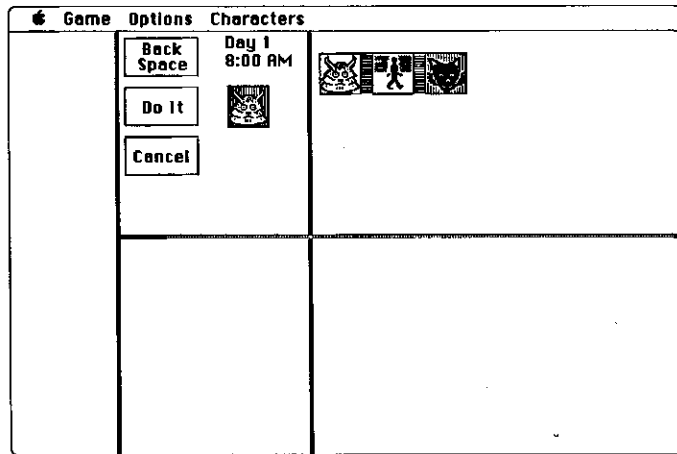 Game Options Characters
Back Space
Day 1
8:00 AM
Do It
Cancel